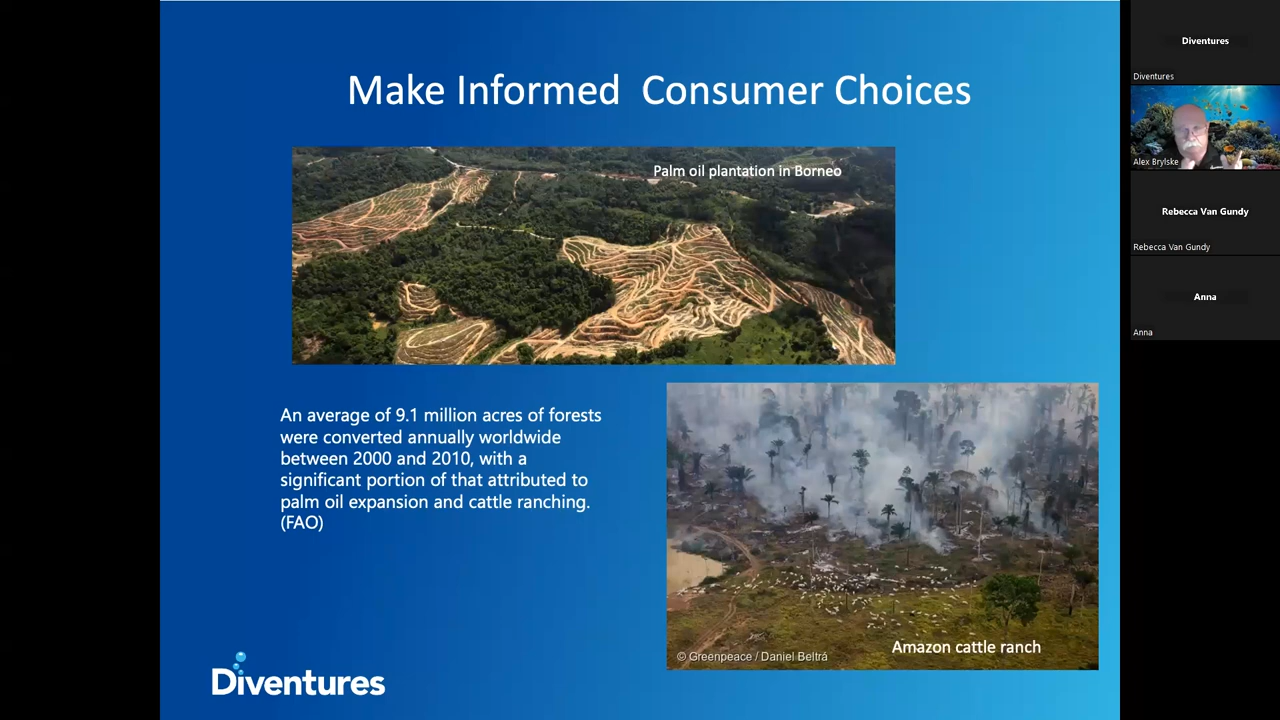 Make Informed  Consumer Choices
Palm oil plantation in Borneo
An average of 9.1 million acres of forests
were converted annually worldwide
between 2000 and 2010, with a
significant portion of that attributed to
palm oil expansion and cattle ranching.
(FAO)
Amazon cattle ranch
© Greenpeace / Daniel Beltrá
Diventures
Diventures
Diventures
Alex Brylske
Rebecca Van Gundy
Rebecca Van Gundy
Anna
Anna